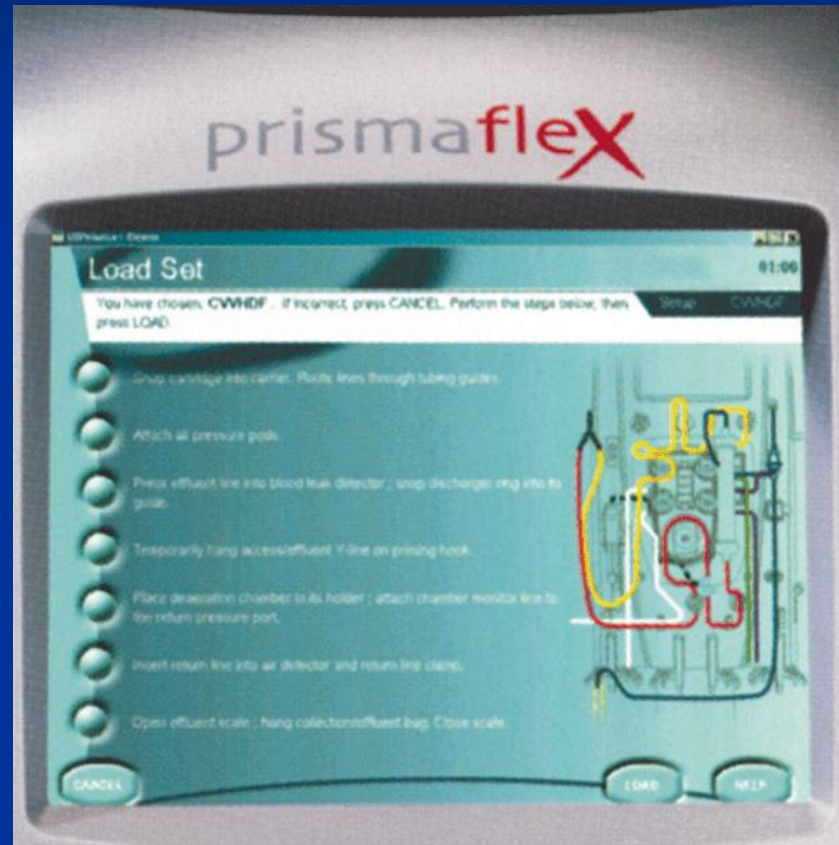 prismaflex
Load Set
01:00
You have chosen, CVVHDF . If incorrect, press CANCEL. Perform the steps below, then
press LOAD.
Setup CVVHDF
Snap cartridge into carrier. Route lines through tubing guides.
Attach all pressure pods.
Press effluent line into blood leak detector ; snap discharger ring into its
guide.
Temporarily hang access/effluent Y-line on priming hook.
Place deaeration chamber in its holder ; attach chamber monitor line to
the return pressure port.
Insert return line into air detector and return line clamp.
Open effluent scale ; hang collection/effluent bag. Close scale.
CANCEL
LOAD
HELP